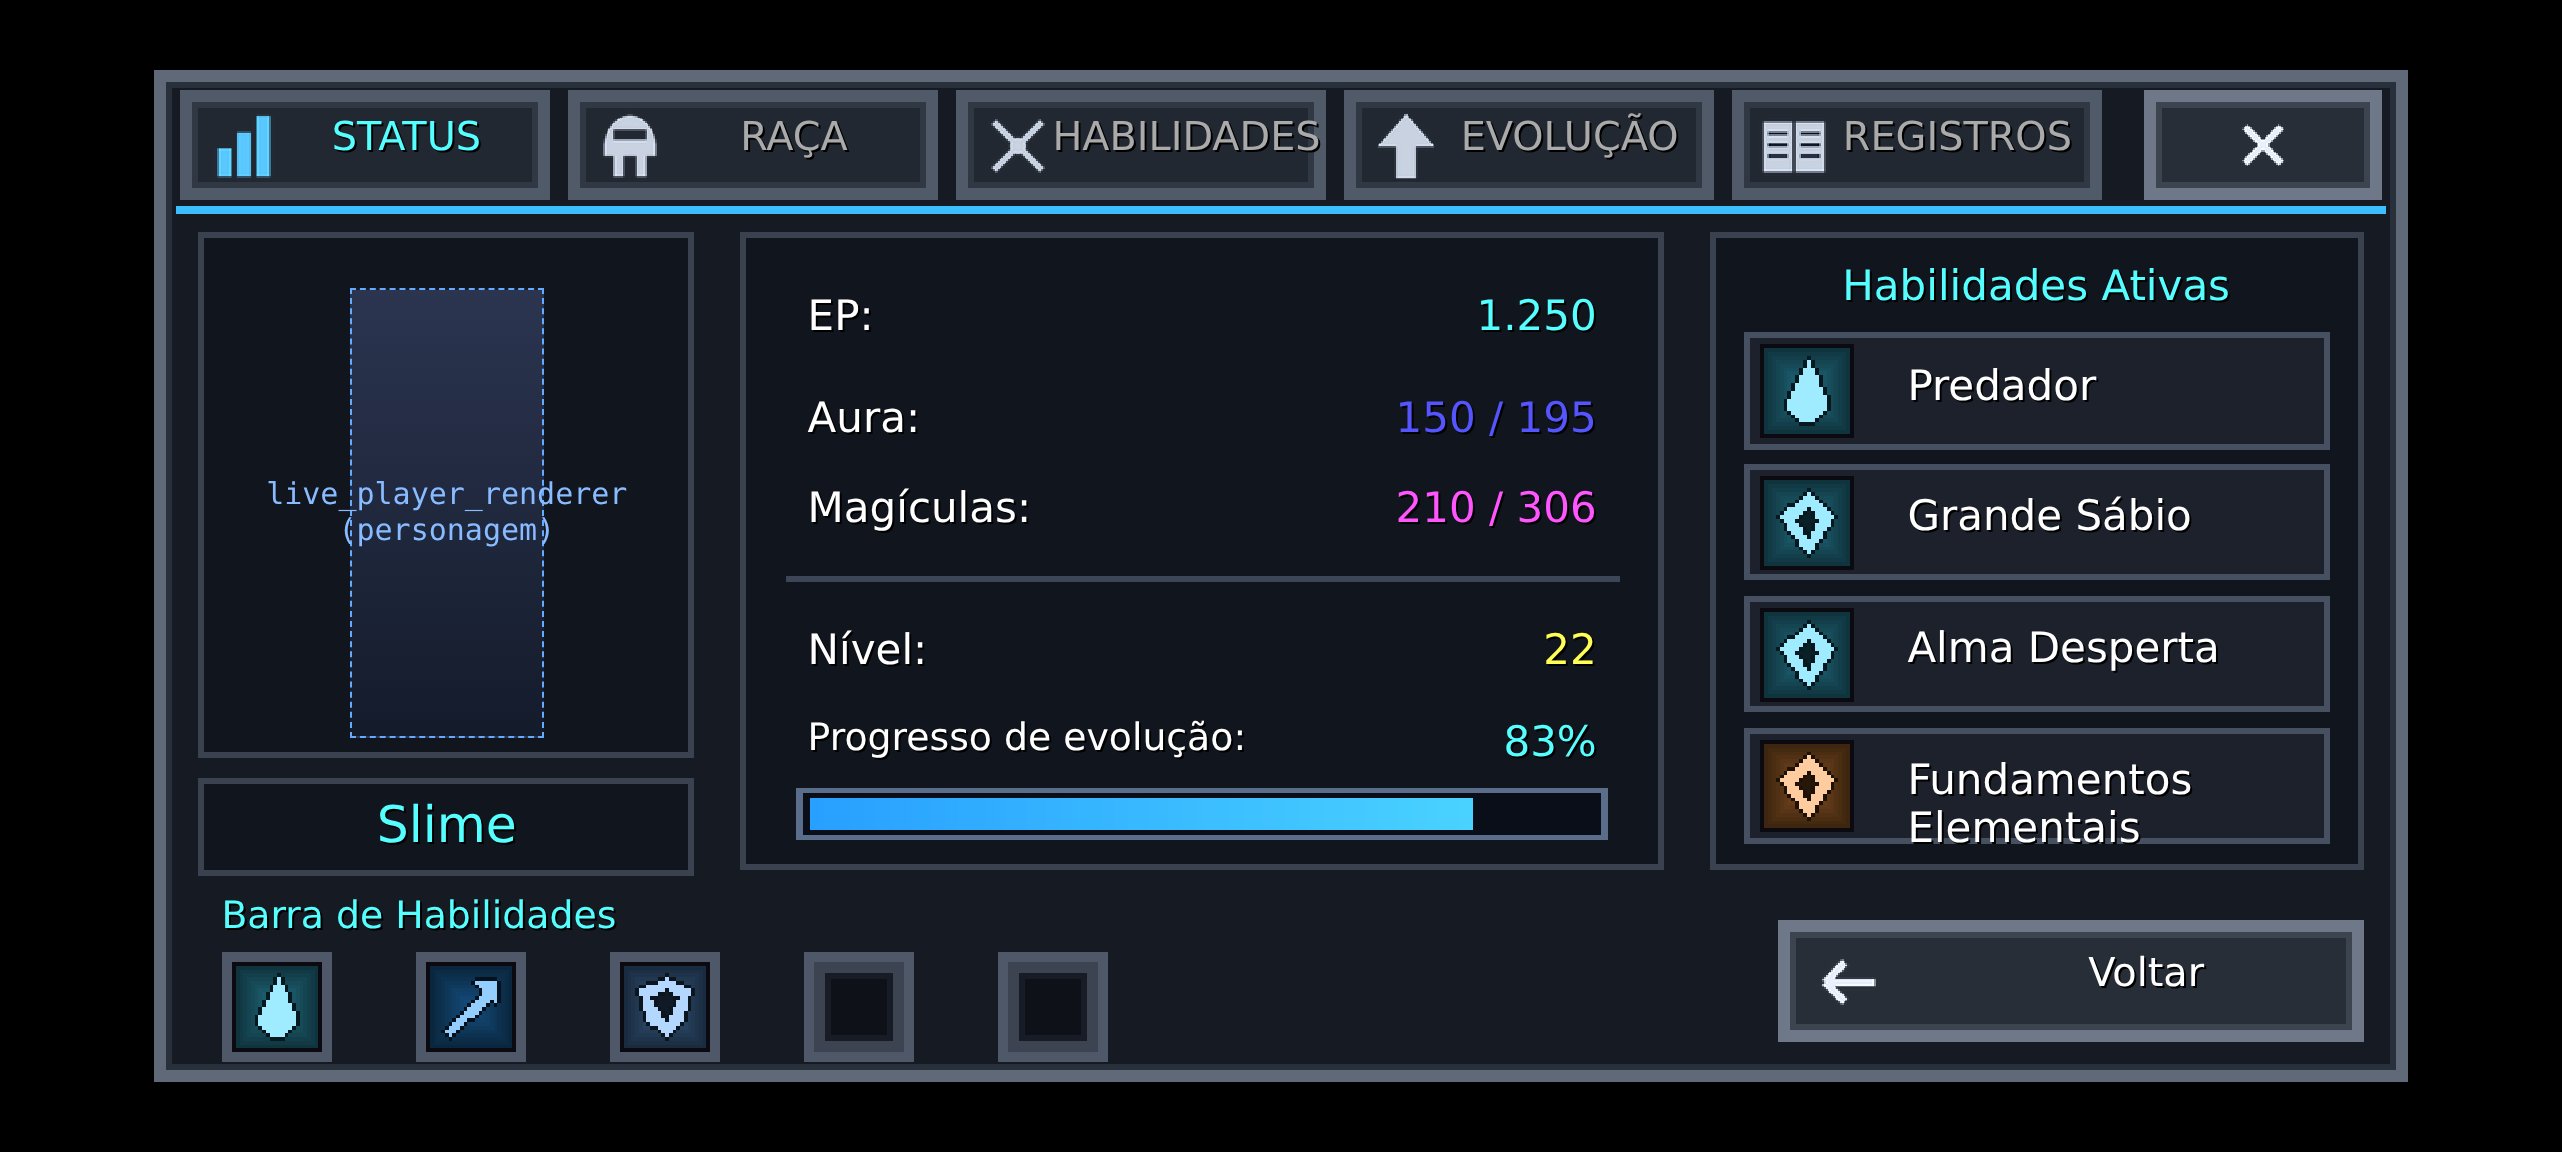 STATUS
RAÇA
HABILIDADES
EVOLUÇÃO
REGISTROS
live_player_renderer
(personagem)
Slime
EP: 1.250
Aura: 150 / 195
Magículas: 210 / 306
Nível: 22
Progresso de evolução: 83%
Habilidades Ativas
Predador
Grande Sábio
Alma Desperta
Fundamentos
Elementais
Barra de Habilidades
Voltar